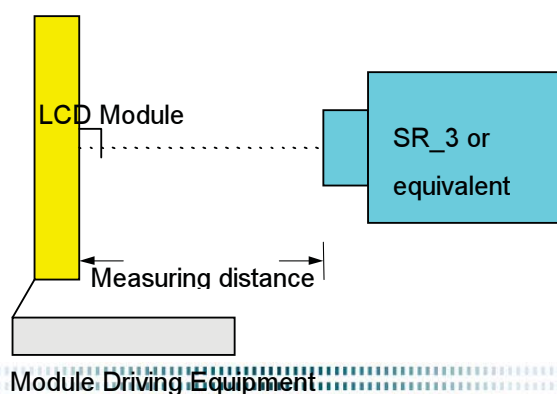 LCD Module
SR_3 or
equivalent
Measuring distance
Module Driving Equipment